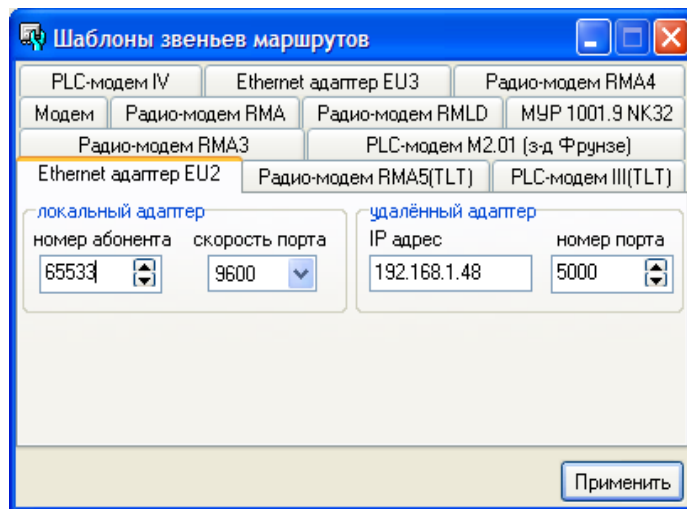 Шаблоны звеньев маршрутов
PLC-модем IV Ethernet адаптер EU3 Радио-модем RMA4
Модем Радио-модем RMA Радио-модем RMLD МУР 1001.9 NK32
Радио-модем RMA3 PLC-модем M2.01 (з-д Фрунзе)
Ethernet адаптер EU2 Радио-модем RMA5(TLT) PLC-модем III(TLT)
локальный адаптер удалённый адаптер
номер абонента скорость порта IP адрес номер порта
65533 9600 192.168.1.48 5000
Применить